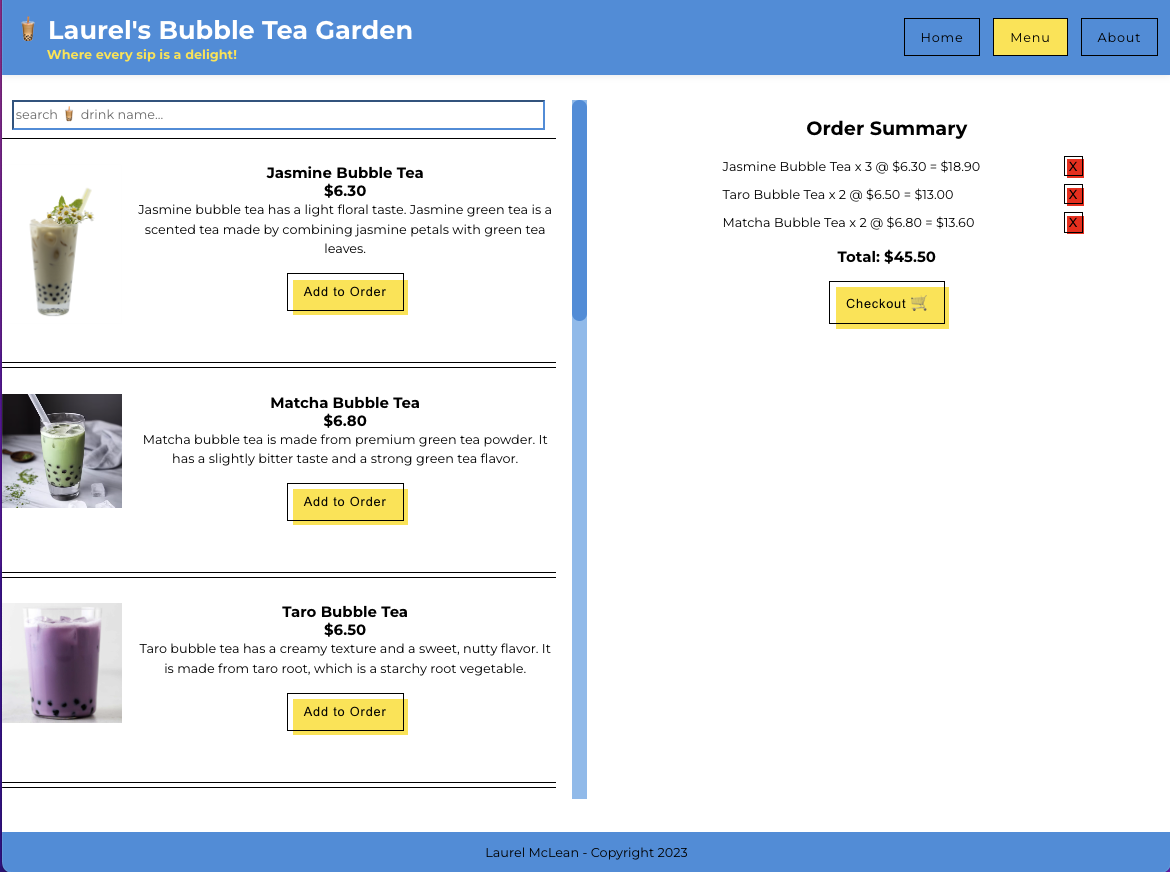 🧋 Laurel's Bubble Tea Garden
Where every sip is a delight!
Home
Menu
About
search 🧋 drink name...
Jasmine Bubble Tea
$6.30
Jasmine bubble tea has a light floral taste. Jasmine green tea is a
scented tea made by combining jasmine petals with green tea
leaves.
Add to Order
Matcha Bubble Tea
$6.80
Matcha bubble tea is made from premium green tea powder. It
has a slightly bitter taste and a strong green tea flavor.
Add to Order
Taro Bubble Tea
$6.50
Taro bubble tea has a creamy texture and a sweet, nutty flavor. It
is made from taro root, which is a starchy root vegetable.
Add to Order
Order Summary
Jasmine Bubble Tea x 3 @ $6.30 = $18.90
X
Taro Bubble Tea x 2 @ $6.50 = $13.00
X
Matcha Bubble Tea x 2 @ $6.80 = $13.60
X
Total: $45.50
Checkout 🛒
Laurel McLean - Copyright 2023